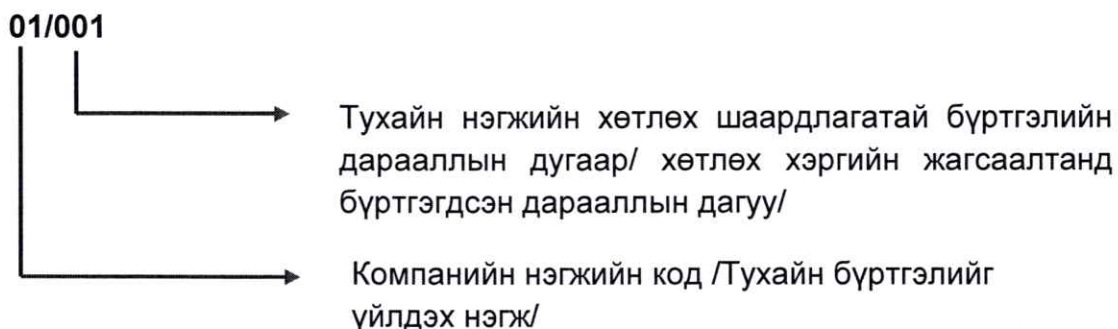 01/001
Тухайн нэгжийн хөтлөх шаардлагатай бүртгэлийн
дарааллын дугаар/ хөтлөх хэргийн жагсаалтанд
бүртгэгдсэн дарааллын дагуу/
Компанийн нэгжийн код /Тухайн бүртгэлийг
үйлдэх нэгж/